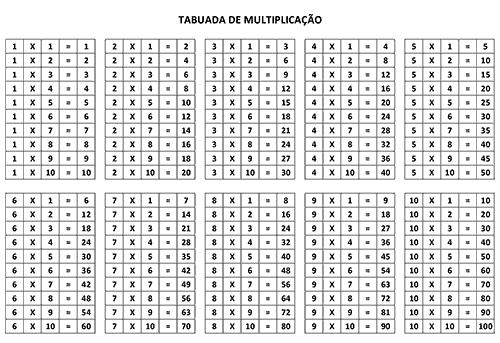 TABUADA DE MULTIPLICAÇÃO
1 X 1 = 1
1 X 2 = 2
1 X 3 = 3
1 X 4 = 4
1 X 5 = 5
1 X 6 = 6
1 X 7 = 7
1 X 8 = 8
1 X 9 = 9
1 X 10 = 10
2 X 1 = 2
2 X 2 = 4
2 X 3 = 6
2 X 4 = 8
2 X 5 = 10
2 X 6 = 12
2 X 7 = 14
2 X 8 = 16
2 X 9 = 18
2 X 10 = 20
3 X 1 = 3
3 X 2 = 6
3 X 3 = 9
3 X 4 = 12
3 X 5 = 15
3 X 6 = 18
3 X 7 = 21
3 X 8 = 24
3 X 9 = 27
3 X 10 = 30
4 X 1 = 4
4 X 2 = 8
4 X 3 = 12
4 X 4 = 16
4 X 5 = 20
4 X 6 = 24
4 X 7 = 28
4 X 8 = 32
4 X 9 = 36
4 X 10 = 40
5 X 1 = 5
5 X 2 = 10
5 X 3 = 15
5 X 4 = 20
5 X 5 = 25
5 X 6 = 30
5 X 7 = 35
5 X 8 = 40
5 X 9 = 45
5 X 10 = 50
6 X 1 = 6
6 X 2 = 12
6 X 3 = 18
6 X 4 = 24
6 X 5 = 30
6 X 6 = 36
6 X 7 = 42
6 X 8 = 48
6 X 9 = 54
6 X 10 = 60
7 X 1 = 7
7 X 2 = 14
7 X 3 = 21
7 X 4 = 28
7 X 5 = 35
7 X 6 = 42
7 X 7 = 49
7 X 8 = 56
7 X 9 = 63
7 X 10 = 70
8 X 1 = 8
8 X 2 = 16
8 X 3 = 24
8 X 4 = 32
8 X 5 = 40
8 X 6 = 48
8 X 7 = 56
8 X 8 = 64
8 X 9 = 72
8 X 10 = 80
9 X 1 = 9
9 X 2 = 18
9 X 3 = 27
9 X 4 = 36
9 X 5 = 45
9 X 6 = 54
9 X 7 = 63
9 X 8 = 72
9 X 9 = 81
9 X 10 = 90
10 X 1 = 10
10 X 2 = 20
10 X 3 = 30
10 X 4 = 40
10 X 5 = 50
10 X 6 = 60
10 X 7 = 70
10 X 8 = 80
10 X 9 = 90
10 X 10 = 100